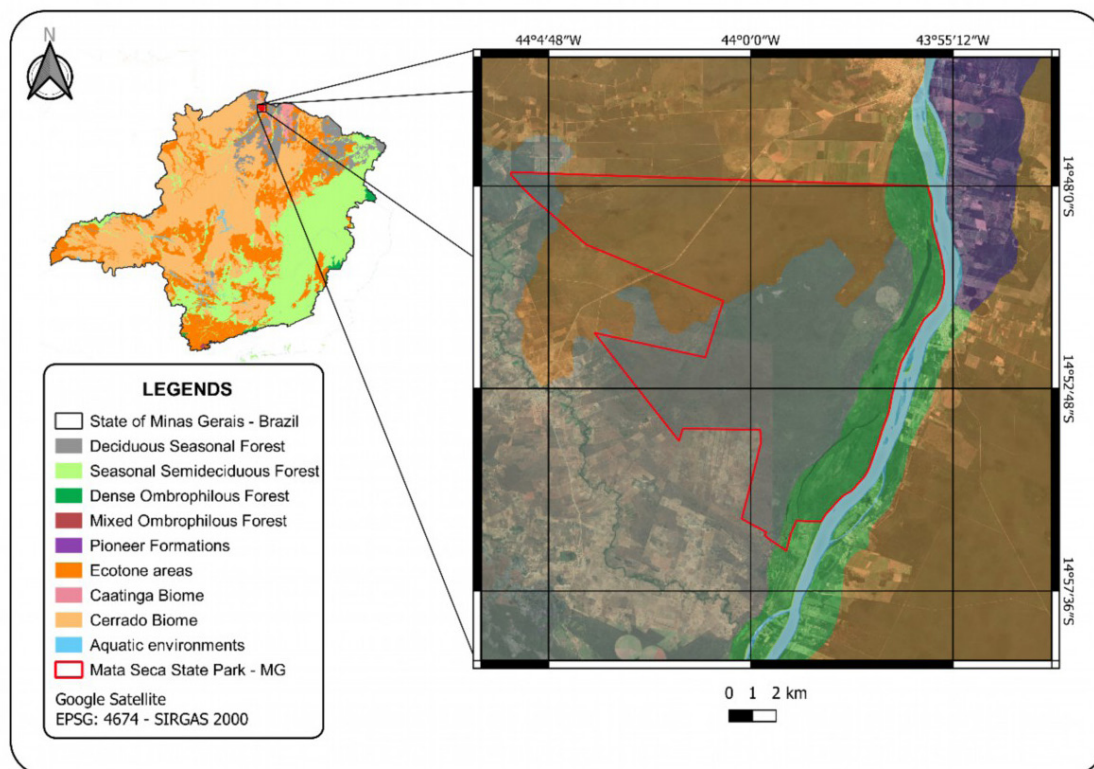 N
44°4'48"W
44°0'0"W
43°55'12"W
14°48'0"S
14°52'48"S
14°57'36"S
LEGENDS
State of Minas Gerais - Brazil
Deciduous Seasonal Forest
Seasonal Semideciduous Forest
Dense Ombrophilous Forest
Mixed Ombrophilous Forest
Pioneer Formations
Ecotone areas
Caatinga Biome
Cerrado Biome
Aquatic environments
Mata Seca State Park - MG
Google Satellite
EPSG: 4674 - SIRGAS 2000
0 1 2 km